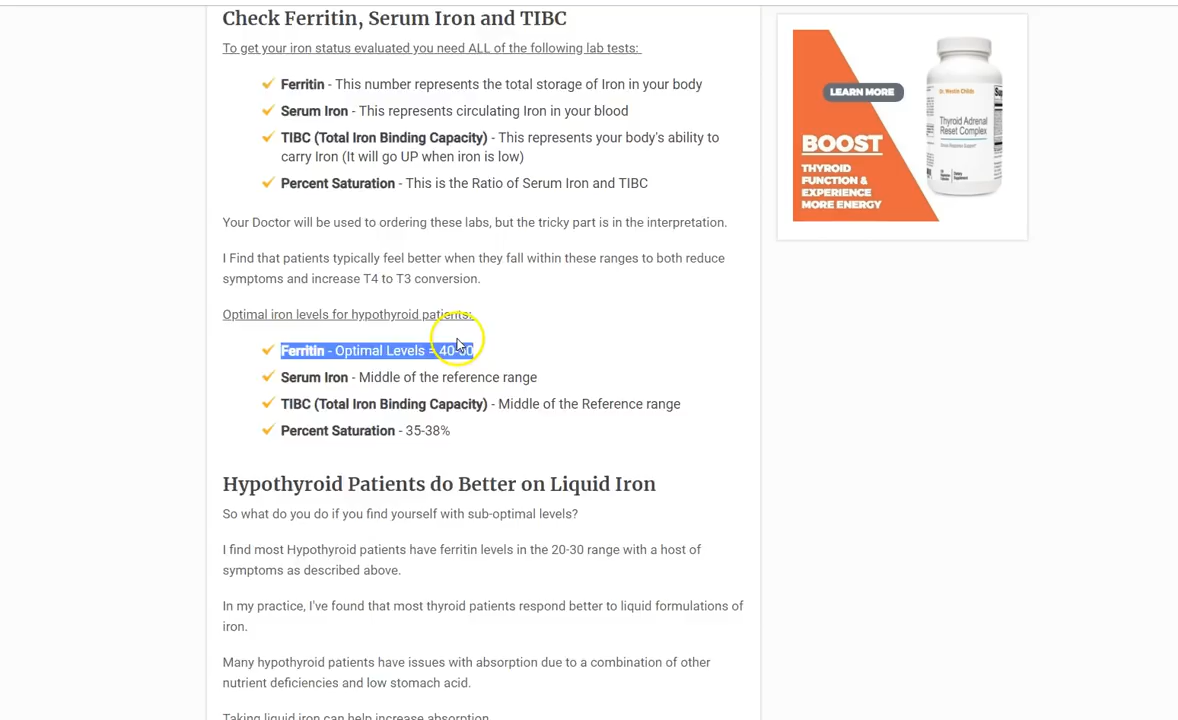 Check Ferritin, Serum Iron and TIBC
To get your iron status evaluated you need ALL of the following lab tests:
Ferritin - This number represents the total storage of Iron in your body
Serum Iron - This represents circulating Iron in your blood
TIBC (Total Iron Binding Capacity) - This represents your body's ability to
carry Iron (It will go UP when iron is low)
Percent Saturation - This is the Ratio of Serum Iron and TIBC
Your Doctor will be used to ordering these labs, but the tricky part is in the interpretation.
I Find that patients typically feel better when they fall within these ranges to both reduce
symptoms and increase T4 to T3 conversion.
Optimal iron levels for hypothyroid patients:
Ferritin - Optimal Levels =
Serum Iron - Middle of the reference range
TIBC (Total Iron Binding Capacity) - Middle of the Reference range
Percent Saturation - 35-38%
Hypothyroid Patients do Better on Liquid Iron
So what do you do if you find yourself with sub-optimal levels?
I find most Hypothyroid patients have ferritin levels in the 20-30 range with a host of
symptoms as described above.
In my practice, I've found that most thyroid patients respond better to liquid formulations of
iron.
Many hypothyroid patients have issues with absorption due to a combination of other
nutrient deficiencies and low stomach acid.
Taking liquid iron can help increase absorption
LEARN MORE
BOOST
THYROID
FUNCTION &
EXPERIENCE
MORE ENERGY
Dr. Westin Childs
Thyroid Adrenal
Reset Complex